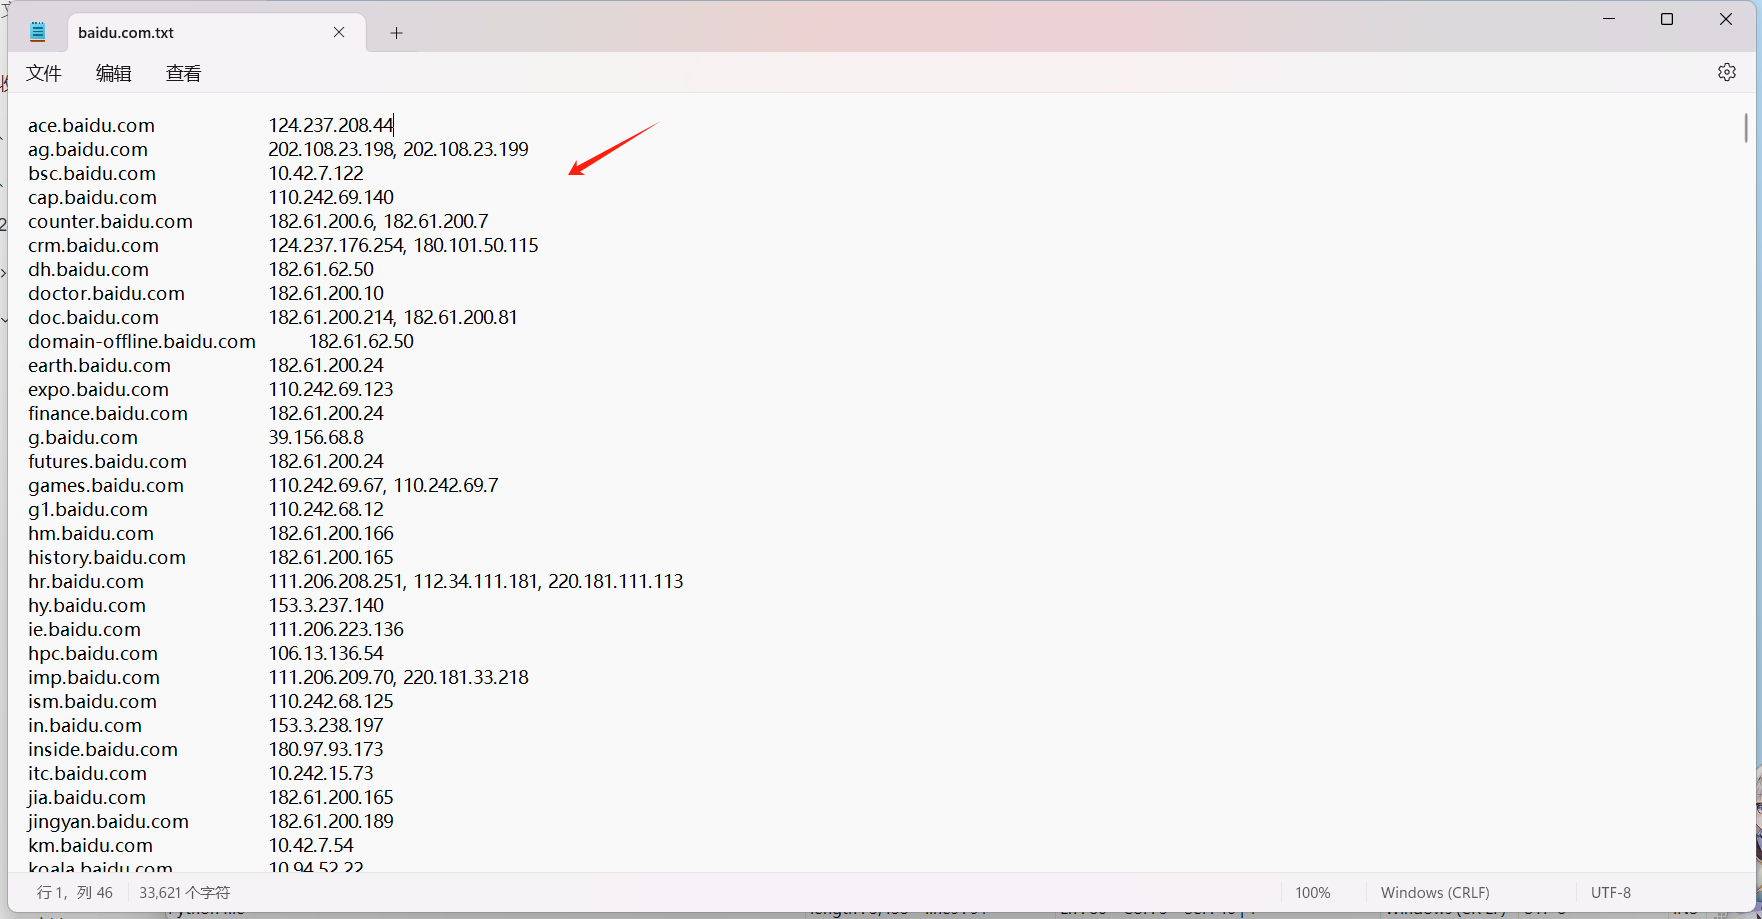 baidu.com.txt
文件 编辑 查看
ace.baidu.com 124.237.208.44
ag.baidu.com 202.108.23.198, 202.108.23.199
bsc.baidu.com 10.42.7.122
cap.baidu.com 110.242.69.140
counter.baidu.com 182.61.200.6, 182.61.200.7
crm.baidu.com 124.237.176.254, 180.101.50.115
dh.baidu.com 182.61.62.50
doctor.baidu.com 182.61.200.10
doc.baidu.com 182.61.200.214, 182.61.200.81
domain-offline.baidu.com 182.61.62.50
earth.baidu.com 182.61.200.24
expo.baidu.com 110.242.69.123
finance.baidu.com 182.61.200.24
g.baidu.com 39.156.68.8
futures.baidu.com 182.61.200.24
games.baidu.com 110.242.69.67, 110.242.69.7
g1.baidu.com 110.242.68.12
hm.baidu.com 182.61.200.166
history.baidu.com 182.61.200.165
hr.baidu.com 111.206.208.251, 112.34.111.181, 220.181.111.113
hy.baidu.com 153.3.237.140
ie.baidu.com 111.206.223.136
hpc.baidu.com 106.13.136.54
imp.baidu.com 111.206.209.70, 220.181.33.218
ism.baidu.com 110.242.68.125
in.baidu.com 153.3.238.197
inside.baidu.com 180.97.93.173
itc.baidu.com 10.242.15.73
jia.baidu.com 182.61.200.165
jingyan.baidu.com 182.61.200.189
km.baidu.com 10.42.7.54
koala.baidu.com 10.94.52.22
行 1，列 46 33,621 个字符 100% Windows (CRLF) UTF-8